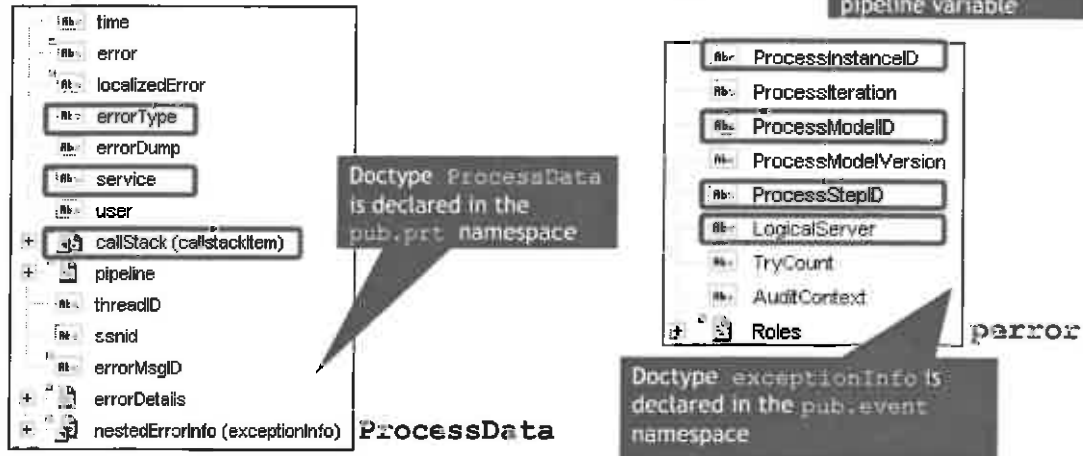 pipeline variable
time
error
localizedError
errorType
errorDump
service
user
callStack (callstackItem)
pipeline
threadID
ssnid
errorMsgID
errorDetails
nestedErrorInfo (exceptionInfo)
ProcessData
Doctype ProcessData
is declared in the
pub.prt namespace
ProcessInstanceID
ProcessIteration
ProcessModelID
ProcessModelVersion
ProcessStepID
LogicalServer
TryCount
AuditContext
Roles
perror
Doctype exceptionInfo is
declared in the pub.event
namespace